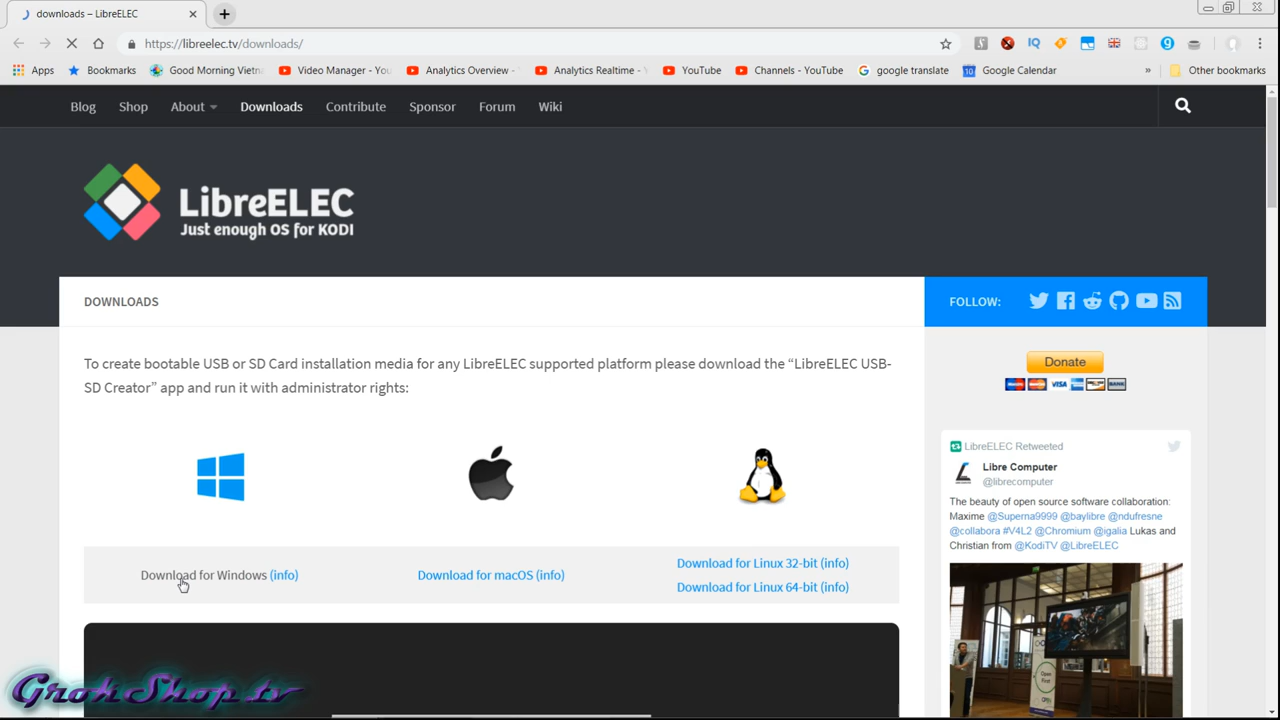 downloads – LibreELEC
https://libreelec.tv/downloads/
Apps
Bookmarks
Good Morning Vietn
Video Manager - You
Analytics Overview -
Analytics Realtime - Y
YouTube
Channels - YouTube
google translate
10
Google Calendar
»
Other bookmarks
Blog
Shop
About
Downloads
Contribute
Sponsor
Forum
Wiki
LibreELEC
Just enough OS for KODI
DOWNLOADS
FOLLOW:
To create bootable USB or SD Card installation media for any LibreELEC supported platform please download the “LibreELEC USB-
SD Creator” app and run it with administrator rights:
Download for Windows (info)
Download for macOS (info)
Download for Linux 32-bit (info)
Download for Linux 64-bit (info)
Donate
VISA
LibreELEC Retweeted
Libre Computer
@librecomputer
The beauty of open source software collaboration:
Maxime @Superna9999 @baylibre @ndufresne
@collabora #V4L2 @Chromium @igalia Lukas and
Christian from @KodiTV @LibreELEC
GrokShop.tv